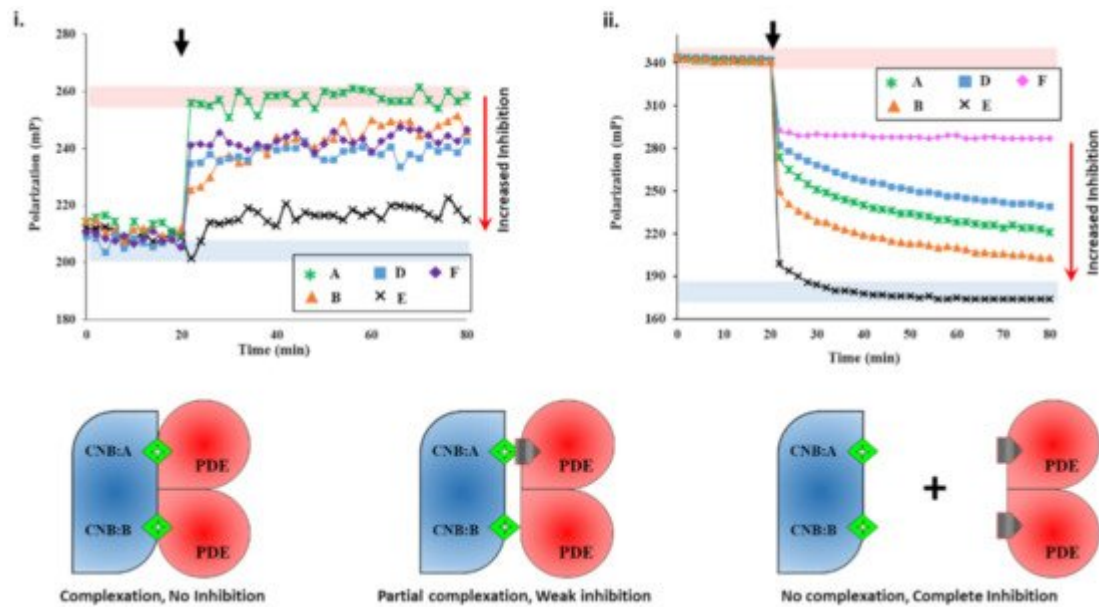 i.
280
260
240
220
200
180
Polarization (mP)
0
20
40
60
80
Time (min)
A D F
B E
Increased Inhibition
ii.
340
310
290
250
220
190
160
Polarization (mP)
0 10 20 30 40 50 60 70 80
Time (min)
A D F
B E
Increased Inhibition
CNB:A
PDE
CNB:B
PDE
Complexation, No Inhibition
CNB:A
PDE
CNB:B
PDE
Partial complexation, Weak inhibition
CNB:A
PDE
+
CNB:B
PDE
No complexation, Complete Inhibition